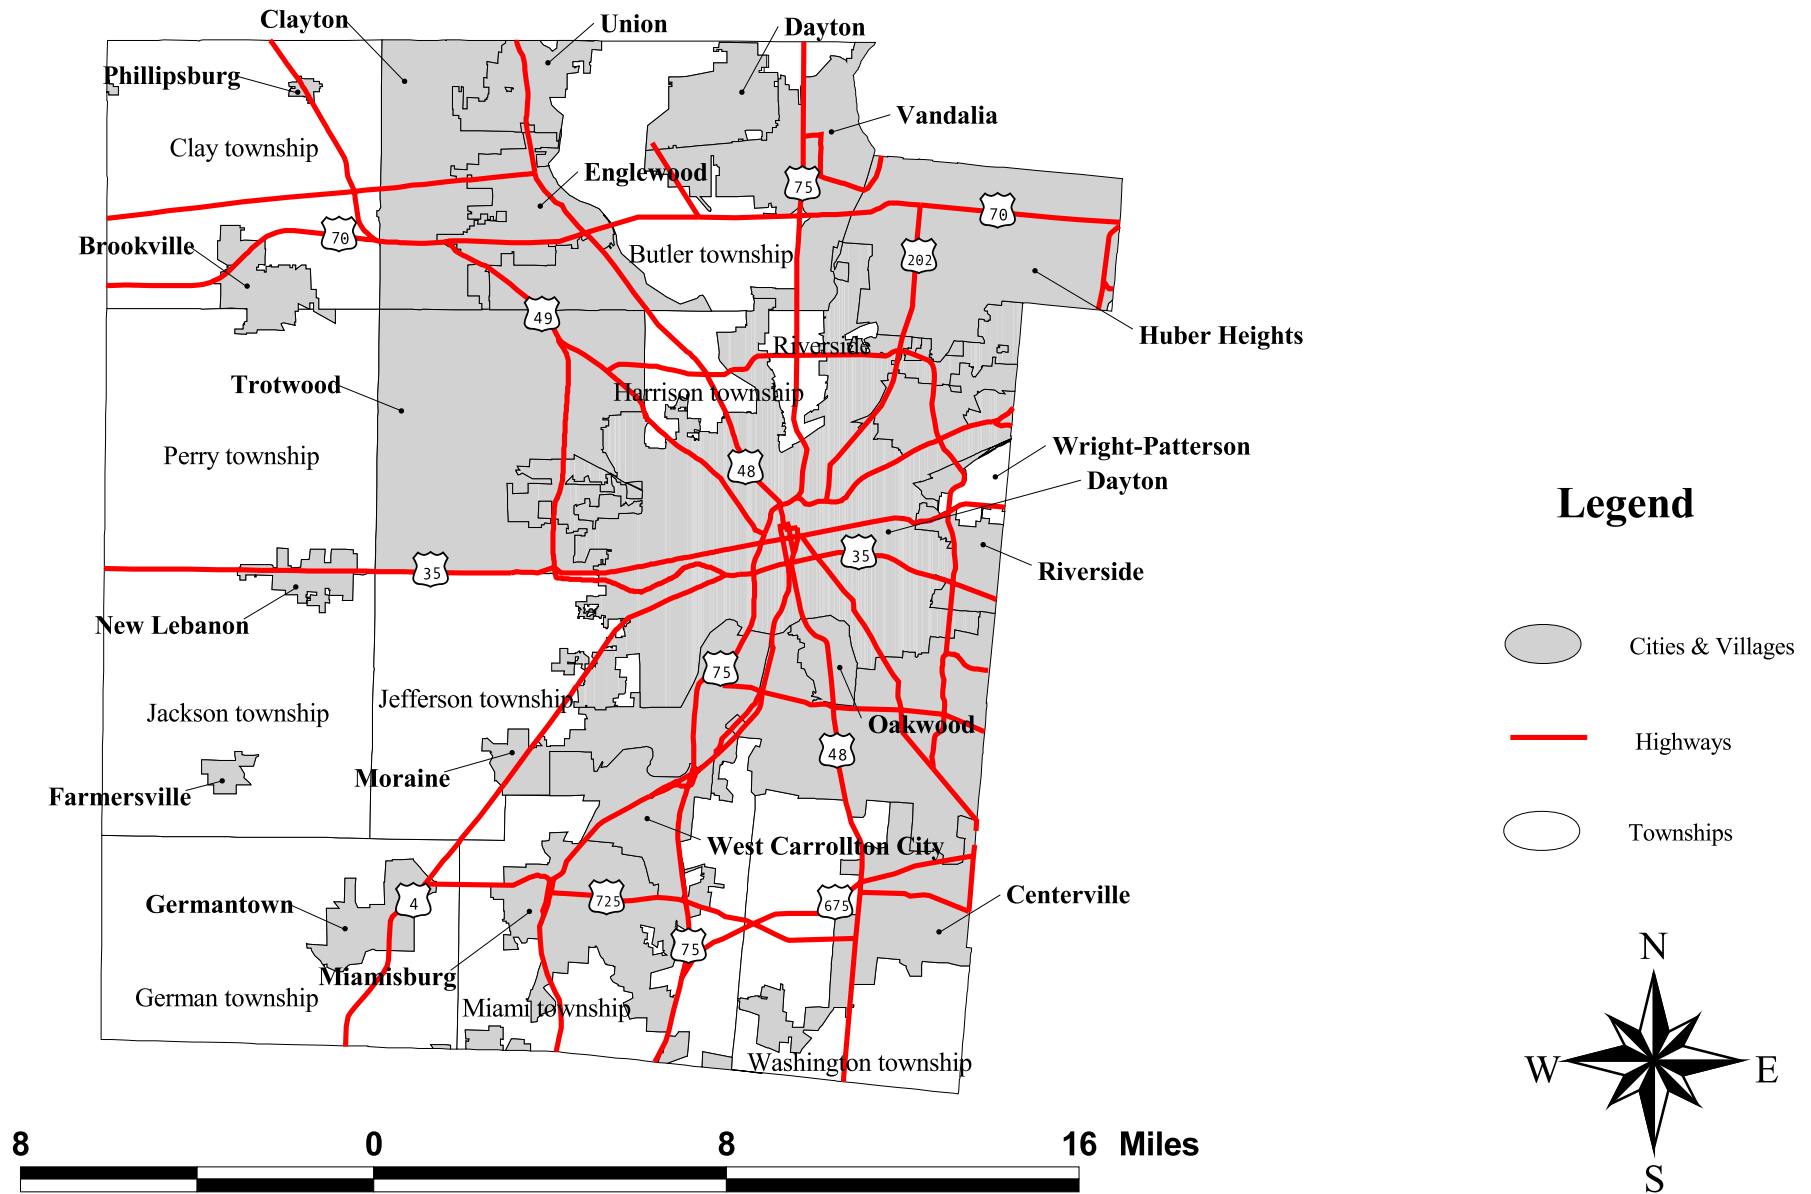 Clayton
Union
Dayton
Phillipsburg
Vandalia
Clay township
Englewood
75
70
70
Brookville
Butler township
202
49
Huber Heights
Riverside
Trotwood
Harrison township
Perry township
48
Wright-Patterson
Dayton
Legend
35
35
Riverside
New Lebanon
Cities & Villages
75
Jefferson township
Jackson township
Oakwood
48
Highways
Moraine
Farmersville
West Carrollton City
Townships
Germantown
4
725
675
Centerville
75
Miamisburg
German township
Miami township
Washington township
N
W
E
S
8 0 8 16 Miles